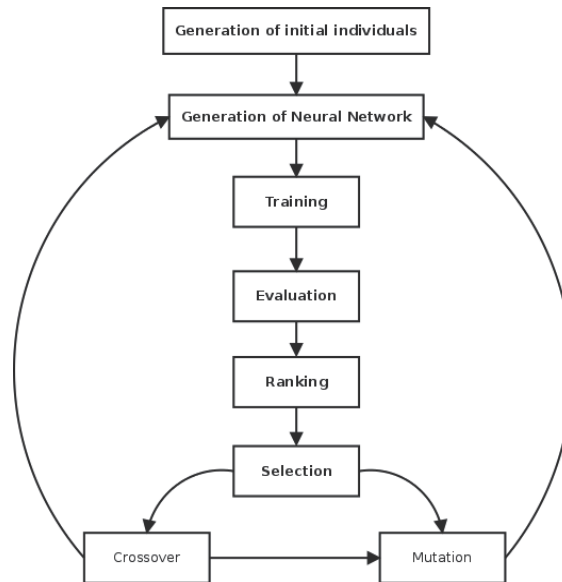 Generation of initial individuals
Generation of Neural Network
Training
Evaluation
Ranking
Selection
Crossover
Mutation